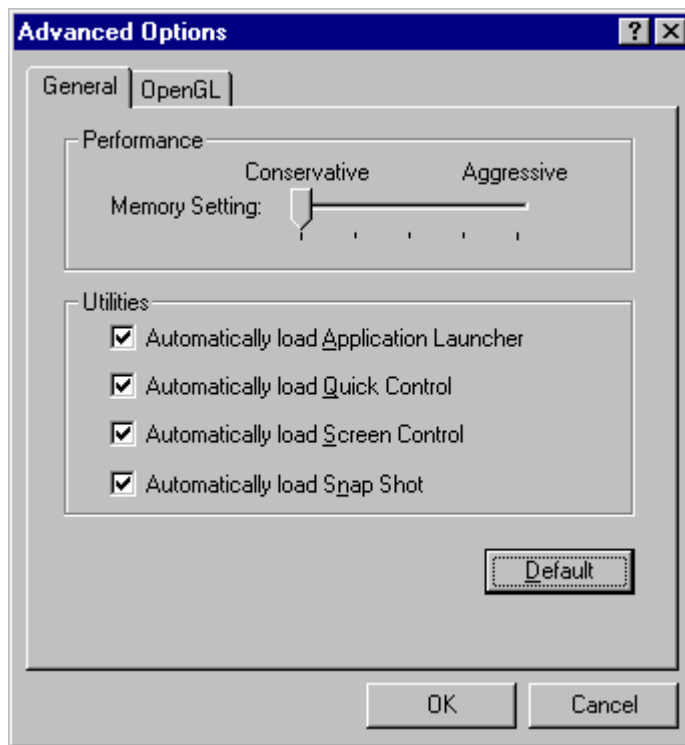 Advanced Options
General OpenGL
Performance
Conservative Aggressive
Memory Setting:
Utilities
Automatically load Application Launcher
Automatically load Quick Control
Automatically load Screen Control
Automatically load Snap Shot
Default
OK Cancel